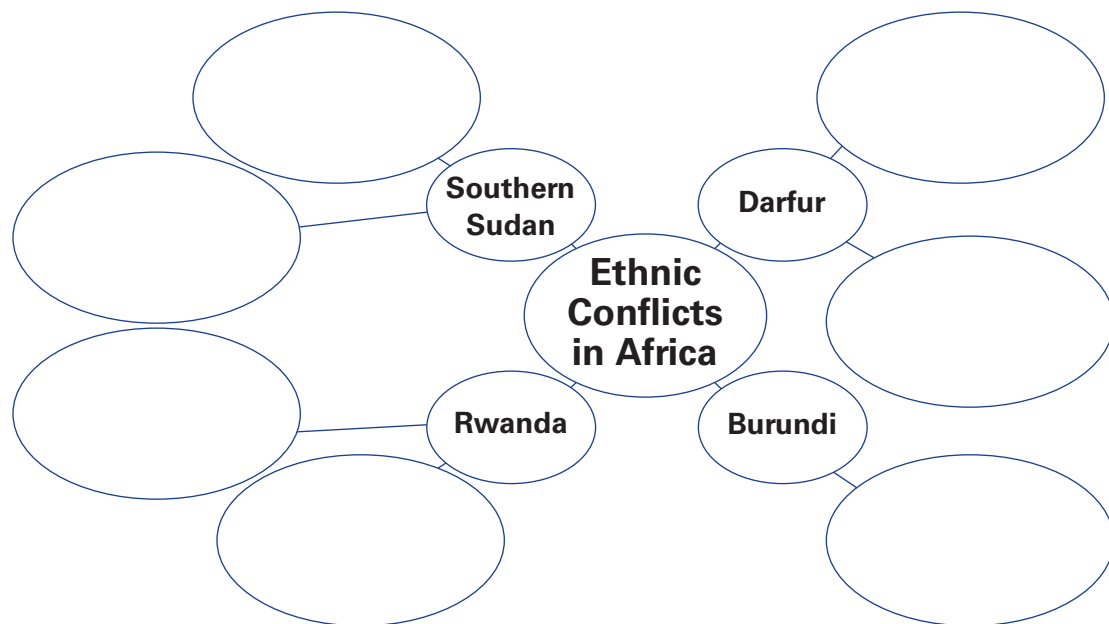 Southern
Sudan
Darfur
Ethnic
Conflicts
in Africa
Rwanda
Burundi